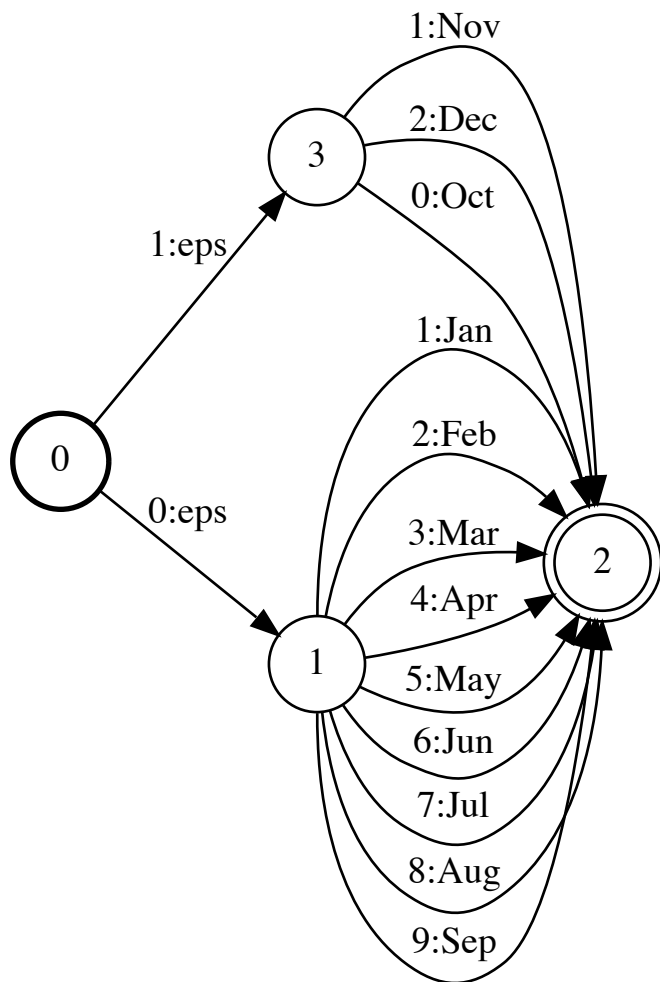 1:Nov
2:Dec
3
0:Oct
1:eps
1:Jan
2:Feb
0
0:eps
3:Mar
2
4:Apr
1
5:May
6:Jun
7:Jul
8:Aug
9:Sep